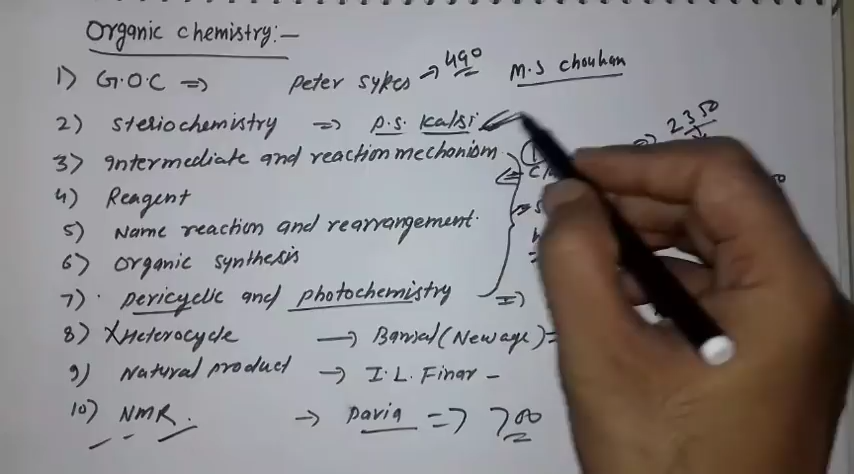 Organic chemistry:-
1) G.O.C => Peter Sykes → 490 M.S Chouhan
2) Steriochemistry => P.S. Kalsi 2350
3) Intermediate and reaction mechanism
4) Reagent
5) Name reaction and rearrangement.
6) Organic synthesis
7) . Pericyclic and photochemistry
8) X Heterocycle → Bansal (New age) =
9) Natural product → I.L. Finar -
10) NMR. → Pavia => 700